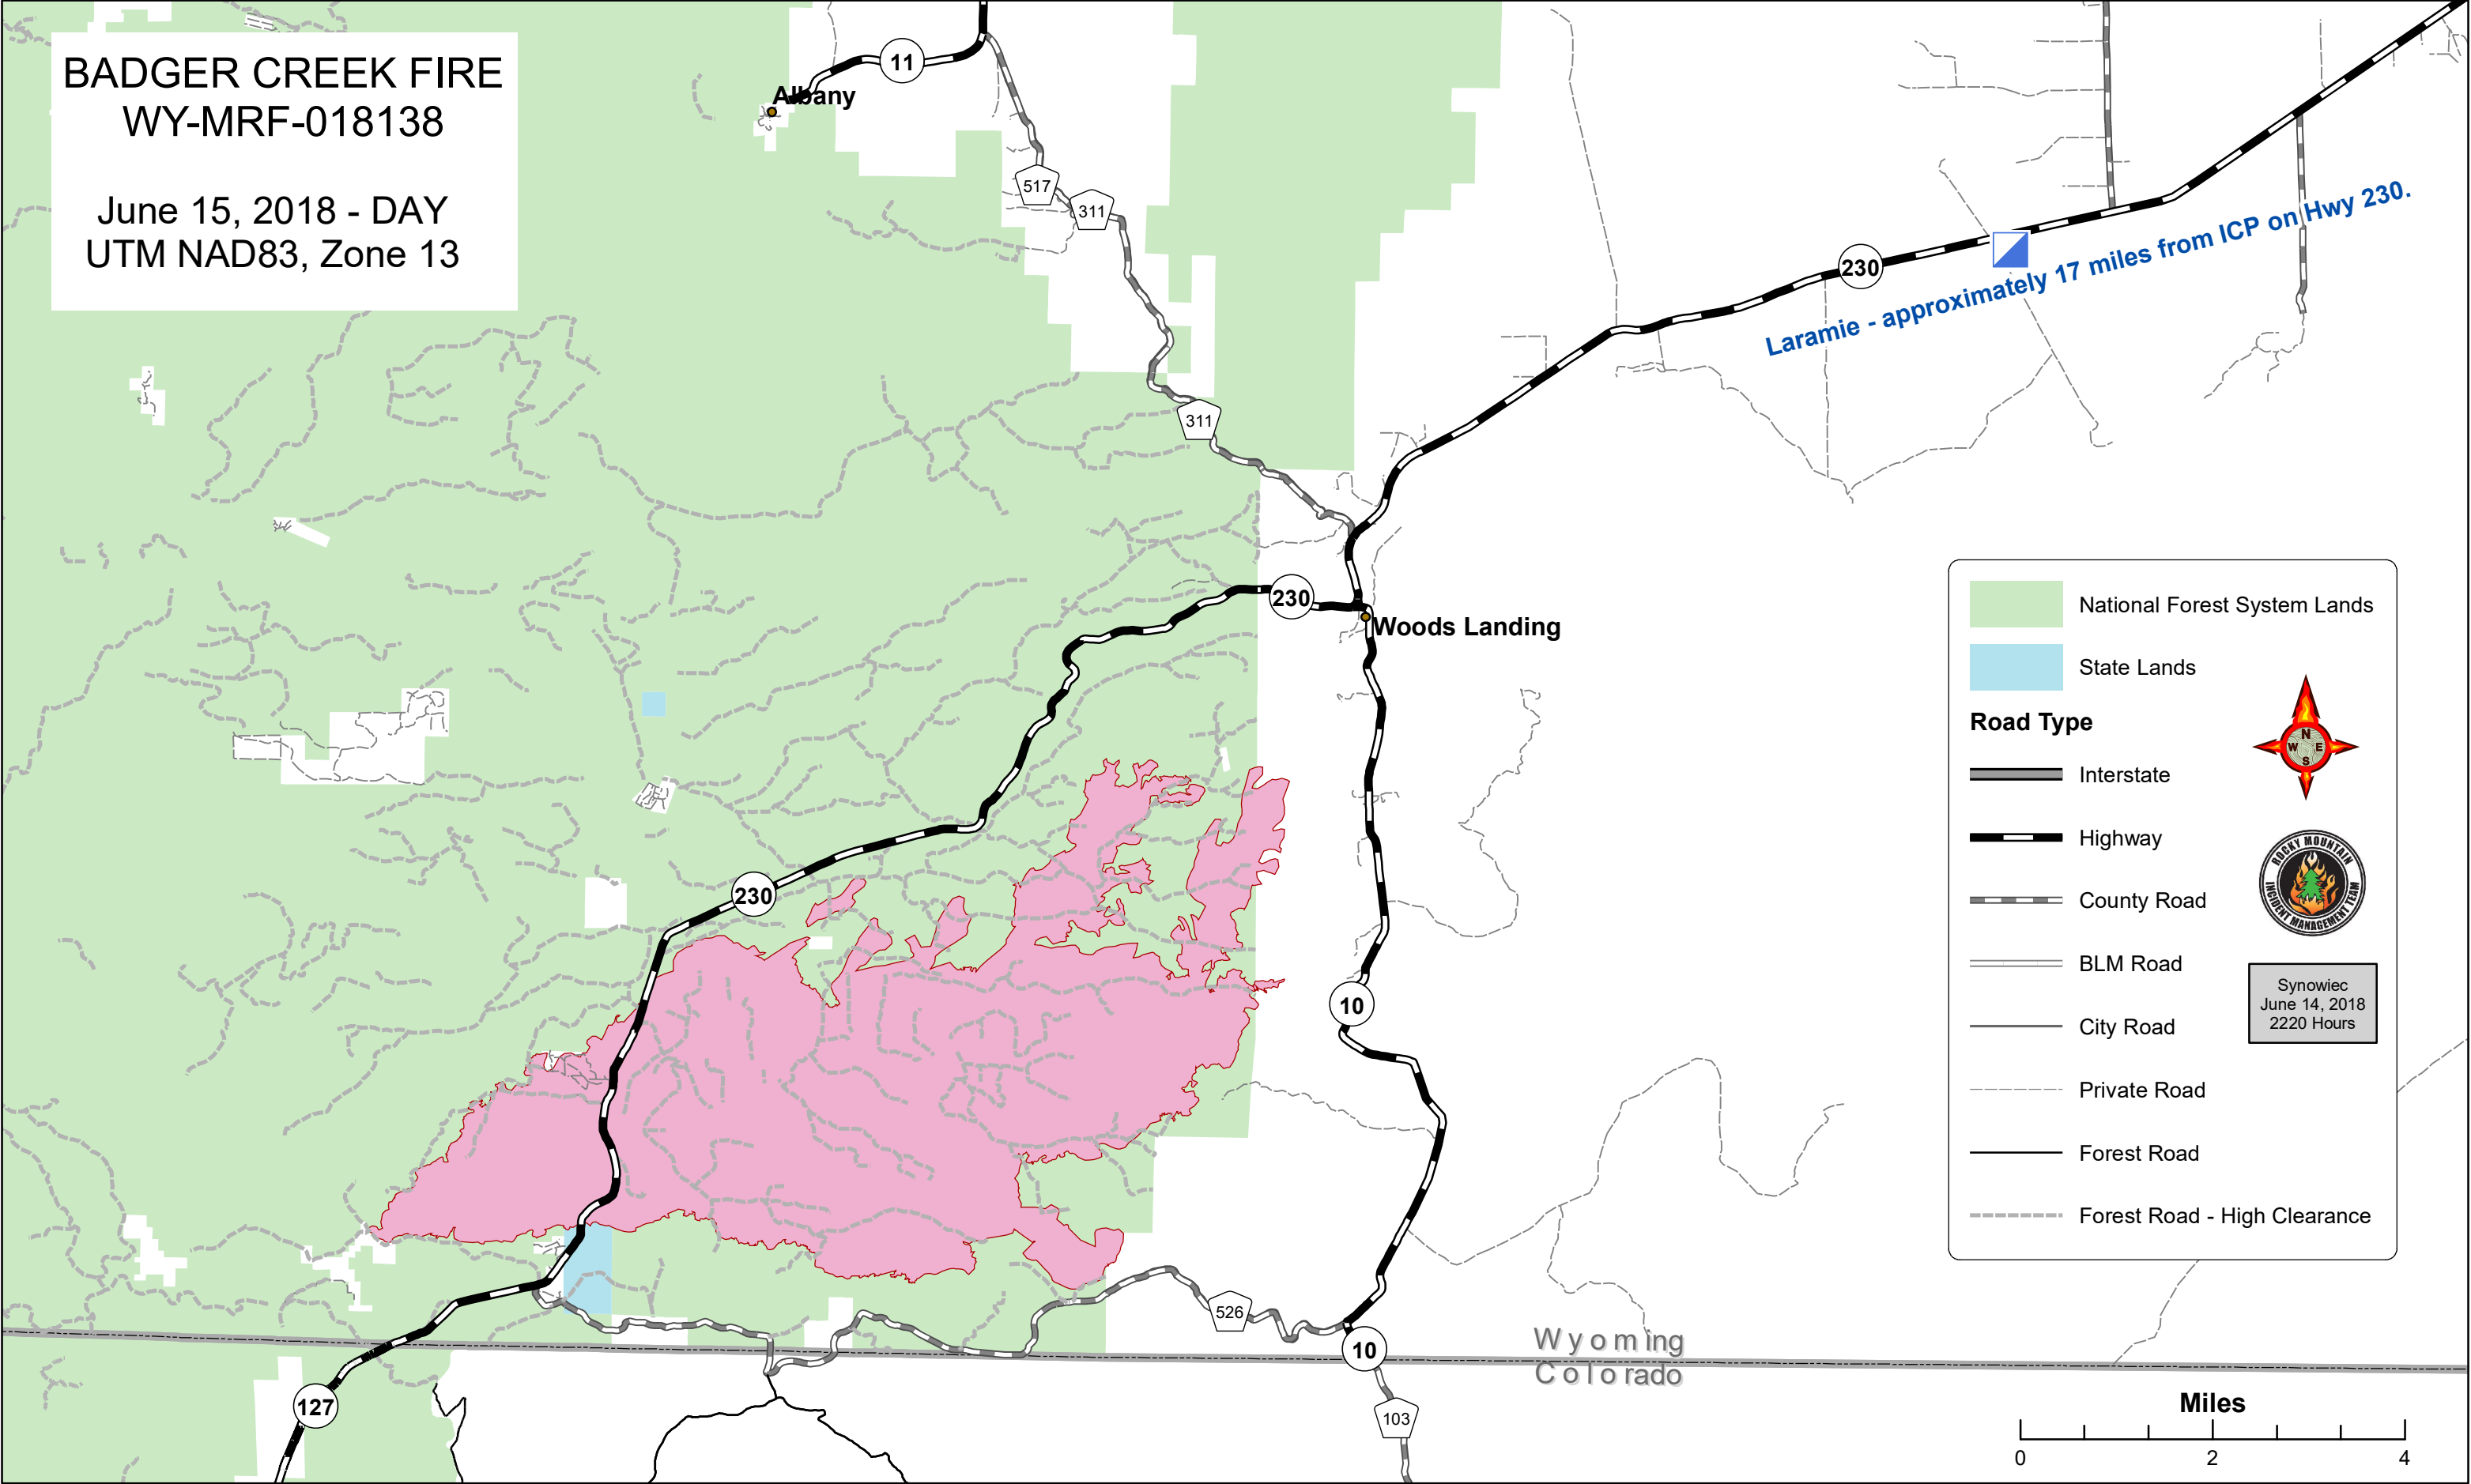 BADGER CREEK FIRE
WY-MRF-018138
June 15, 2018 - DAY
UTM NAD83, Zone 13
11
Albany
517
311
230
Laramie - approximately 17 miles from ICP on Hwy 230.
311
230
Woods Landing
230
10
526
10
127
103
Wyoming
Colorado
National Forest System Lands
State Lands
Road Type
Interstate
Highway
County Road
BLM Road
City Road
Private Road
Forest Road
Forest Road - High Clearance
N
W E
S
ROCKY MOUNTAIN
INCIDENT MANAGEMENT TEAM
Synowiec
June 14, 2018
2220 Hours
Miles
0 2 4